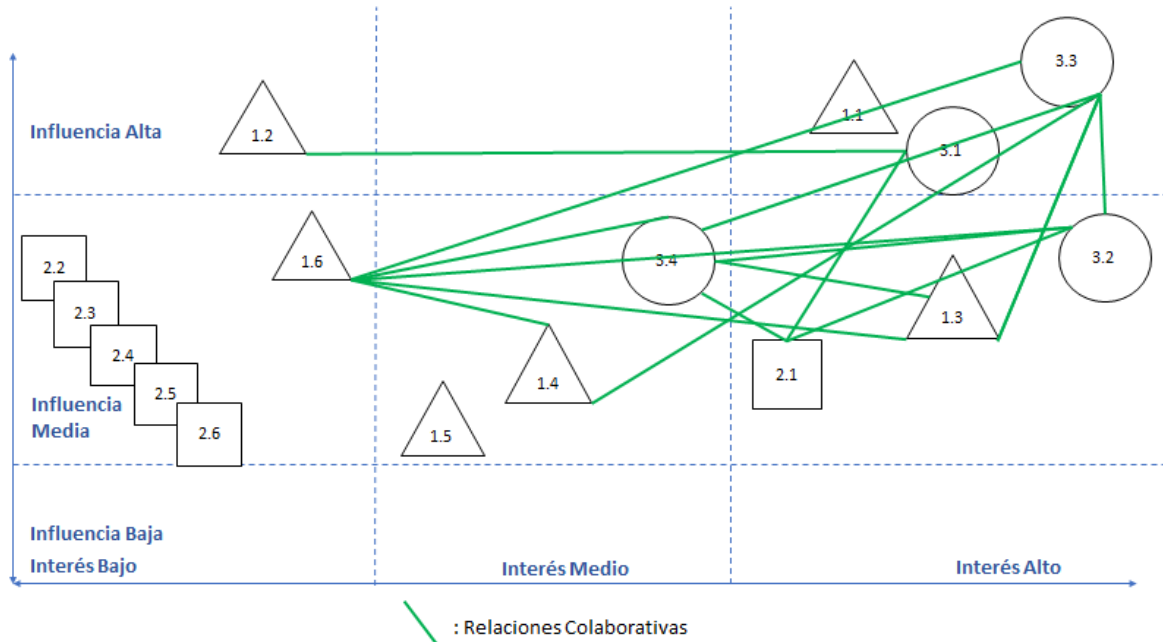 3.3
1.1
Influencia Alta
1.2
3.1
1.6
3.4
3.2
2.2
2.3
1.3
2.4
1.4
2.1
2.5
Influencia
Media
2.6
1.5
Influencia Baja
Interés Bajo
Interés Medio
Interés Alto
: Relaciones Colaborativas